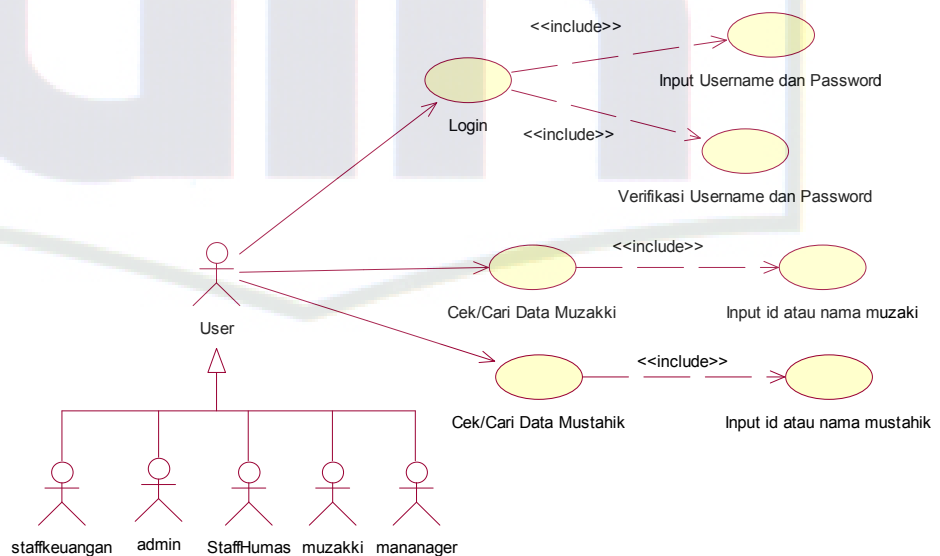 <<include>>
Input Username dan Password
Login
<<include>>
Verifikasi Username dan Password
<<include>>
Cek/Cari Data Muzakki
Input id atau nama muzaki
User
<<include>>
Cek/Cari Data Mustahik
Input id atau nama mustahik
staffkeuangan
admin
StaffHumas
muzakki
mananager